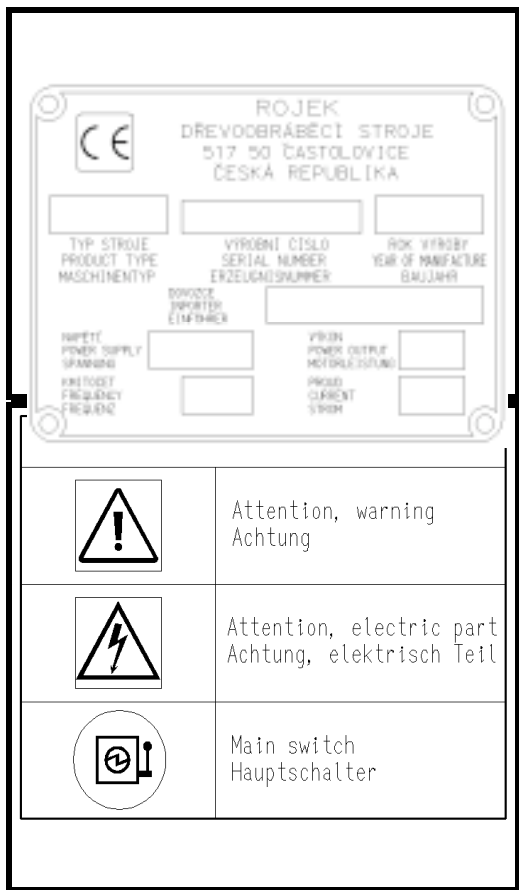 CE
ROJEK
DŘEVOOBRÁBĚCÍ STROJE
517 50 ČASTOLOVICE
ČESKÁ REPUBLIKA
TYP STROJE
PRODUCT TYPE
MASCHINENTYP
VÝROBNÍ ČÍSLO
SERIAL NUMBER
ERZEUGNISNUMMER
ROK VÝROBY
YEAR OF MANUFACTURE
BAUJAHR
DOVOZCE
IMPORTER
EINFÜHRER
NAPĚTÍ
POWER SUPPLY
SPANNUNG
VÝKON
POWER OUTPUT
MOTORLEISTUNG
KMITOČET
FREQUENCY
FREQUENZ
PROUD
CURRENT
STROM
Attention, warning
Achtung
Attention, electric part
Achtung, elektrisch Teil
Main switch
Hauptschalter